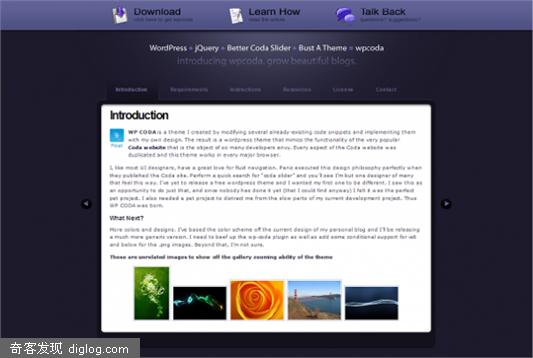 Download
click here to get wpcoda
Learn How
read the article
Talk Back
questions? suggestions?
WordPress + jQuery + Better Coda Slider + Bust A Theme = wpcoda
introducing wpcoda. grow beautiful blogs.
Introduction
Requirements
Instructions
Resources
License
Contact
Introduction
WP CODA is a theme I created by modifying several already existing code snippets and implementing them
with my own design. The result is a wordpress theme that mimics the functionality of the very popular
Coda website that is the object of so many developers envy. Every aspect of the Coda website was
duplicated and this theme works in every major browser.
I, like most UI designers, have a great love for fluid navigation. Panic executed this design philosophy perfectly when
they published the Coda site. Perform a quick search for "coda slider" and you'll see I'm but one designer of many
that feel this way. I've yet to release a free wordpress theme and I wanted my first one to be different. I saw this as
an opportunity to do just that, and since nobody has done it yet (that I could find anyway) I felt it was the perfect
pet project. I also needed a pet project to distract me from the slow parts of my current development project. Thus
WP CODA was born.
What Next?
More colors and designs. I've based the color scheme off the current design of my personal blog and I'll be releasing
a much more generic version. I need to beef up the wp-coda plugin as well as add some conditional support for ie6
and below for the .png images. Beyond that, I'm not sure.
These are unrelated images to show off the gallery zooming ability of the theme
奇客发现 diglog.com